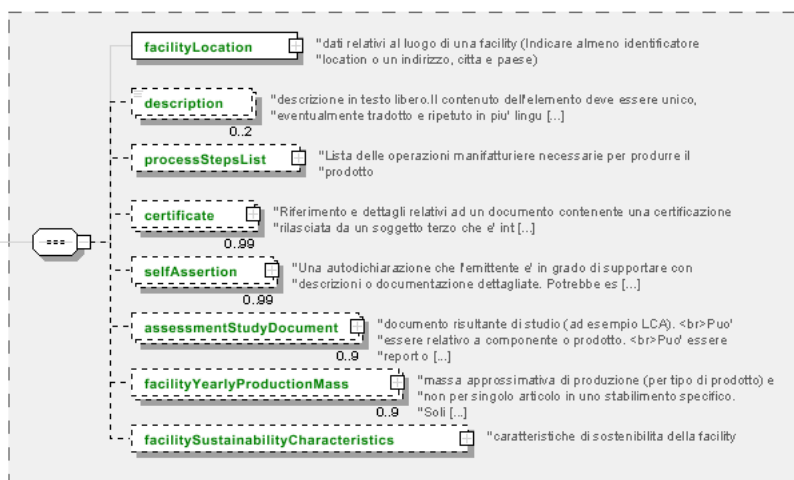 facilityLocation
"dati relativi al luogo di una facility (Indicare almeno identificatore
"location o un indirizzo, citta e paese)
description
"descrizione in testo libero.Il contenuto dell'elemento deve essere unico,
"eventualmente tradotto e ripetuto in piu' lingu [...]
0..2
processStepsList
"Lista delle operazioni manifatturiere necessarie per produrre il
"prodotto
certificate
"Riferimento e dettagli relativi ad un documento contenente una certificazione
"rilasciata da un soggetto terzo che e' int [...]
0..99
selfAssertion
"Una autodichiarazione che l'emittente e' in grado di supportare con
"descrizioni o documentazione dettagliate. Potrebbe es [...]
0..99
assessmentStudyDocument
"documento risultante di studio (ad esempio LCA). <br>Puo'
"essere relativo a componente o prodotto. <br>Puo' essere
"report o [...]
0..9
facilityYearlyProductionMass
"massa approssimativa di produzione (per tipo di prodotto) e
"non per singolo articolo in uno stabilimento specifico.
"Soli [...]
0..9
facilitySustainabilityCharacteristics
"caratteristiche di sostenibilita della facility